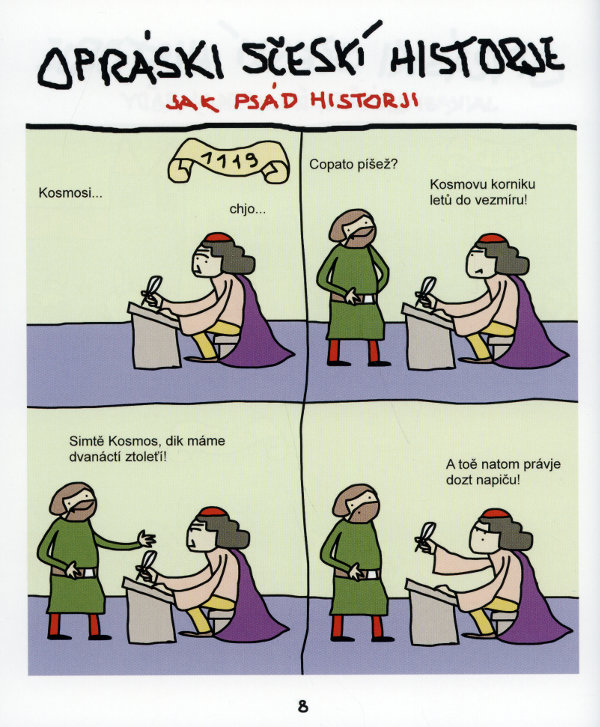 OPRÁSKI SČESKÍ HISTORJE
JAK PSÁD HISTORJI
1119
Kosmosi...
chjo...
Copato píšež?
Kosmovu korniku
letů do vezmíru!
Simtě Kosmos, dik máme
dvanáctí ztoleťí!
A toě natom právje
dozt napiču!
8